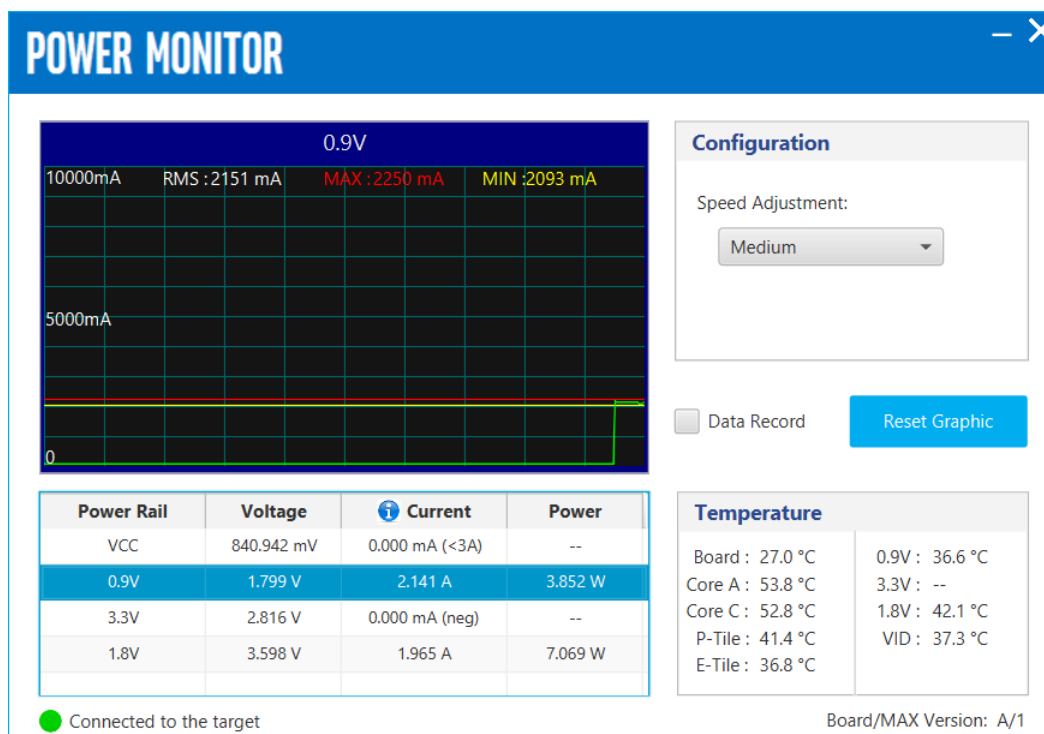 POWER MONITOR
0.9V
10000mA RMS :2151 mA MAX :2250 mA MIN :2093 mA
5000mA
0
Configuration
Speed Adjustment:
Medium
Data Record Reset Graphic
Power Rail Voltage Current Power
VCC 840.942 mV 0.000 mA (<3A) --
0.9V 1.799 V 2.141 A 3.852 W
3.3V 2.816 V 0.000 mA (neg) --
1.8V 3.598 V 1.965 A 7.069 W
Temperature
Board : 27.0 °C
Core A : 53.8 °C
Core C : 52.8 °C
P-Tile : 41.4 °C
E-Tile : 36.8 °C
0.9V : 36.6 °C
3.3V : --
1.8V : 42.1 °C
VID : 37.3 °C
Connected to the target
Board/MAX Version: A/1